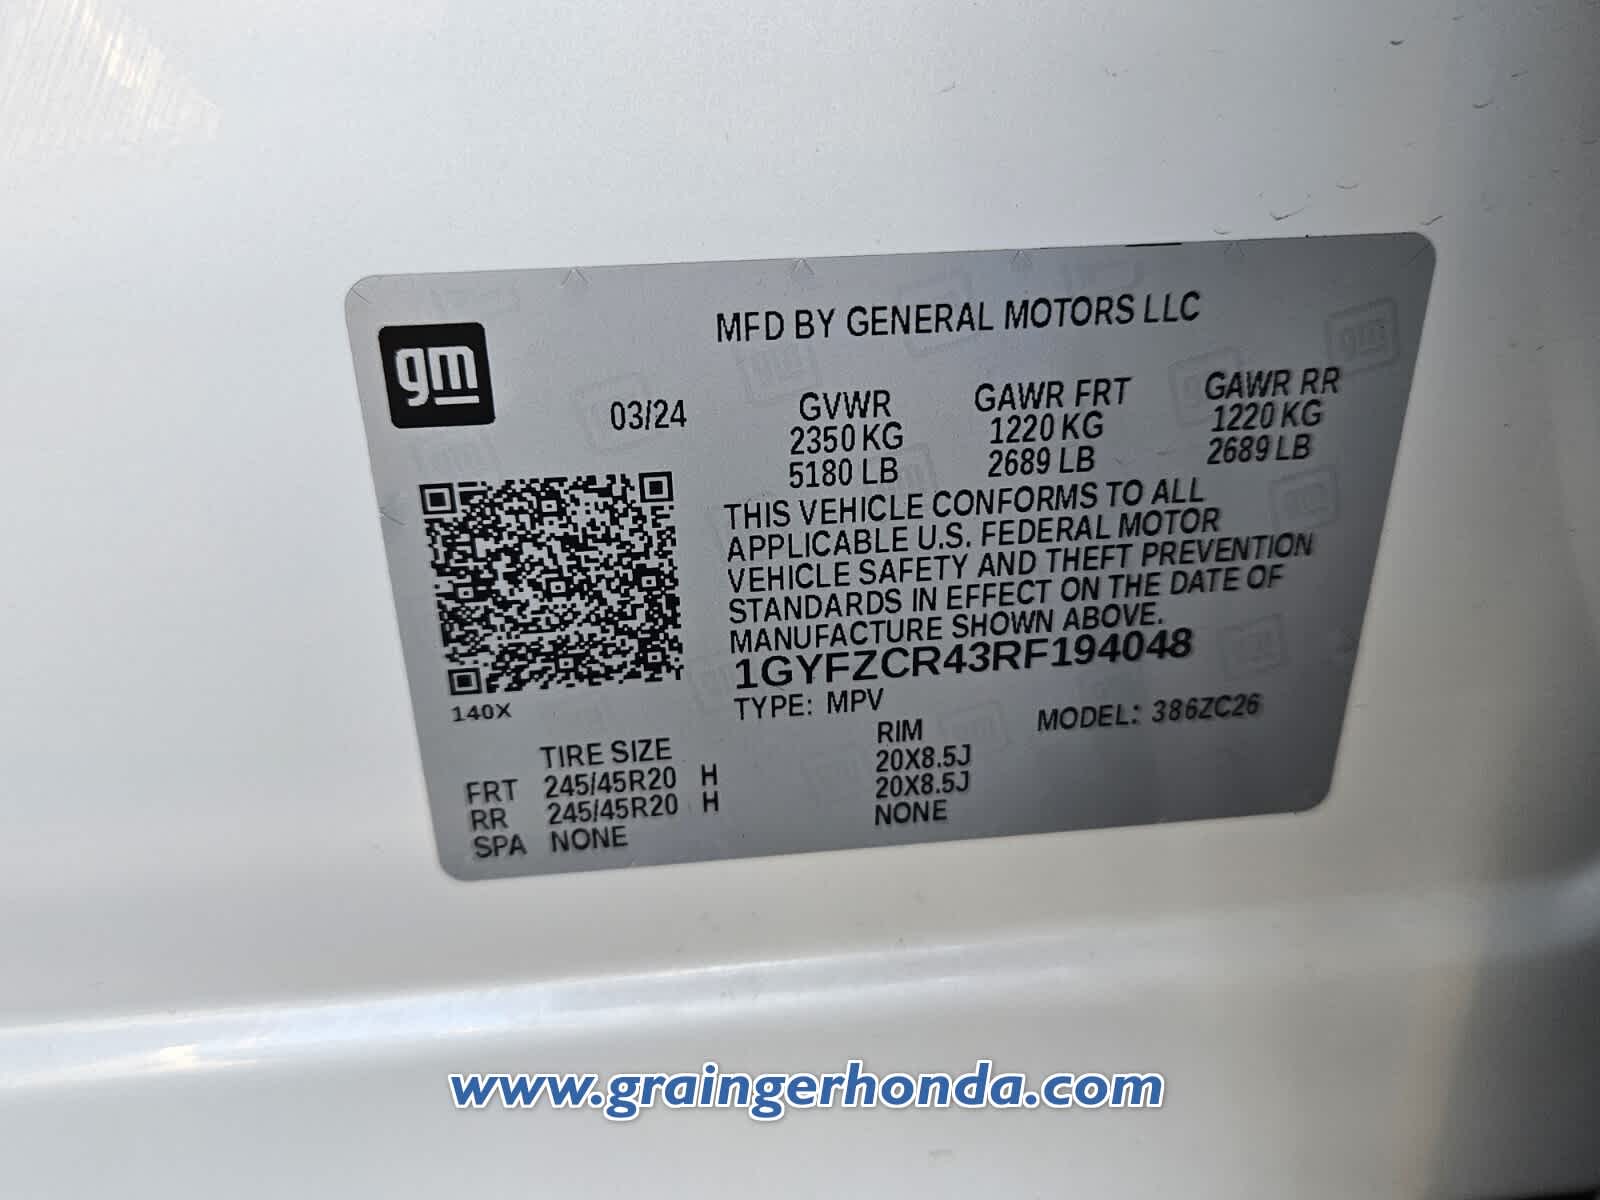 gm
MFD BY GENERAL MOTORS LLC
03/24
GVWR GAWR FRT GAWR RR
2350 KG 1220 KG 1220 KG
5180 LB 2689 LB 2689 LB
THIS VEHICLE CONFORMS TO ALL
APPLICABLE U.S. FEDERAL MOTOR
VEHICLE SAFETY AND THEFT PREVENTION
STANDARDS IN EFFECT ON THE DATE OF
MANUFACTURE SHOWN ABOVE.
1GYFZCR43RF194048
140X
TYPE: MPV MODEL: 386ZC26
TIRE SIZE RIM
FRT 245/45R20 H 20X8.5J
RR 245/45R20 H 20X8.5J
SPA NONE NONE
www.graingerhonda.com